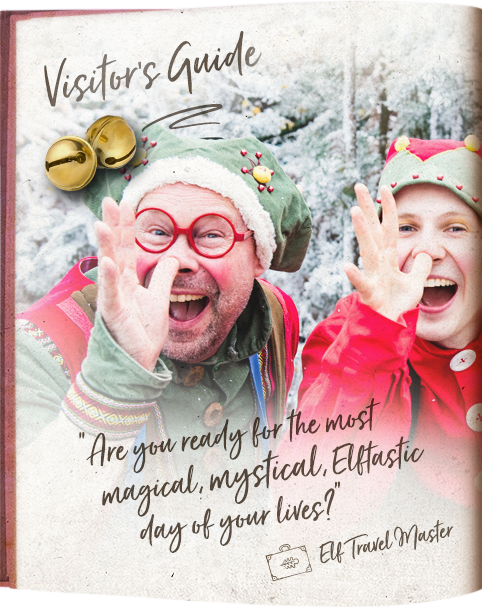 Visitor's Guide
"Are you ready for the most
magical, mystical, Elftastic
day of your lives?"
Elf Travel Master